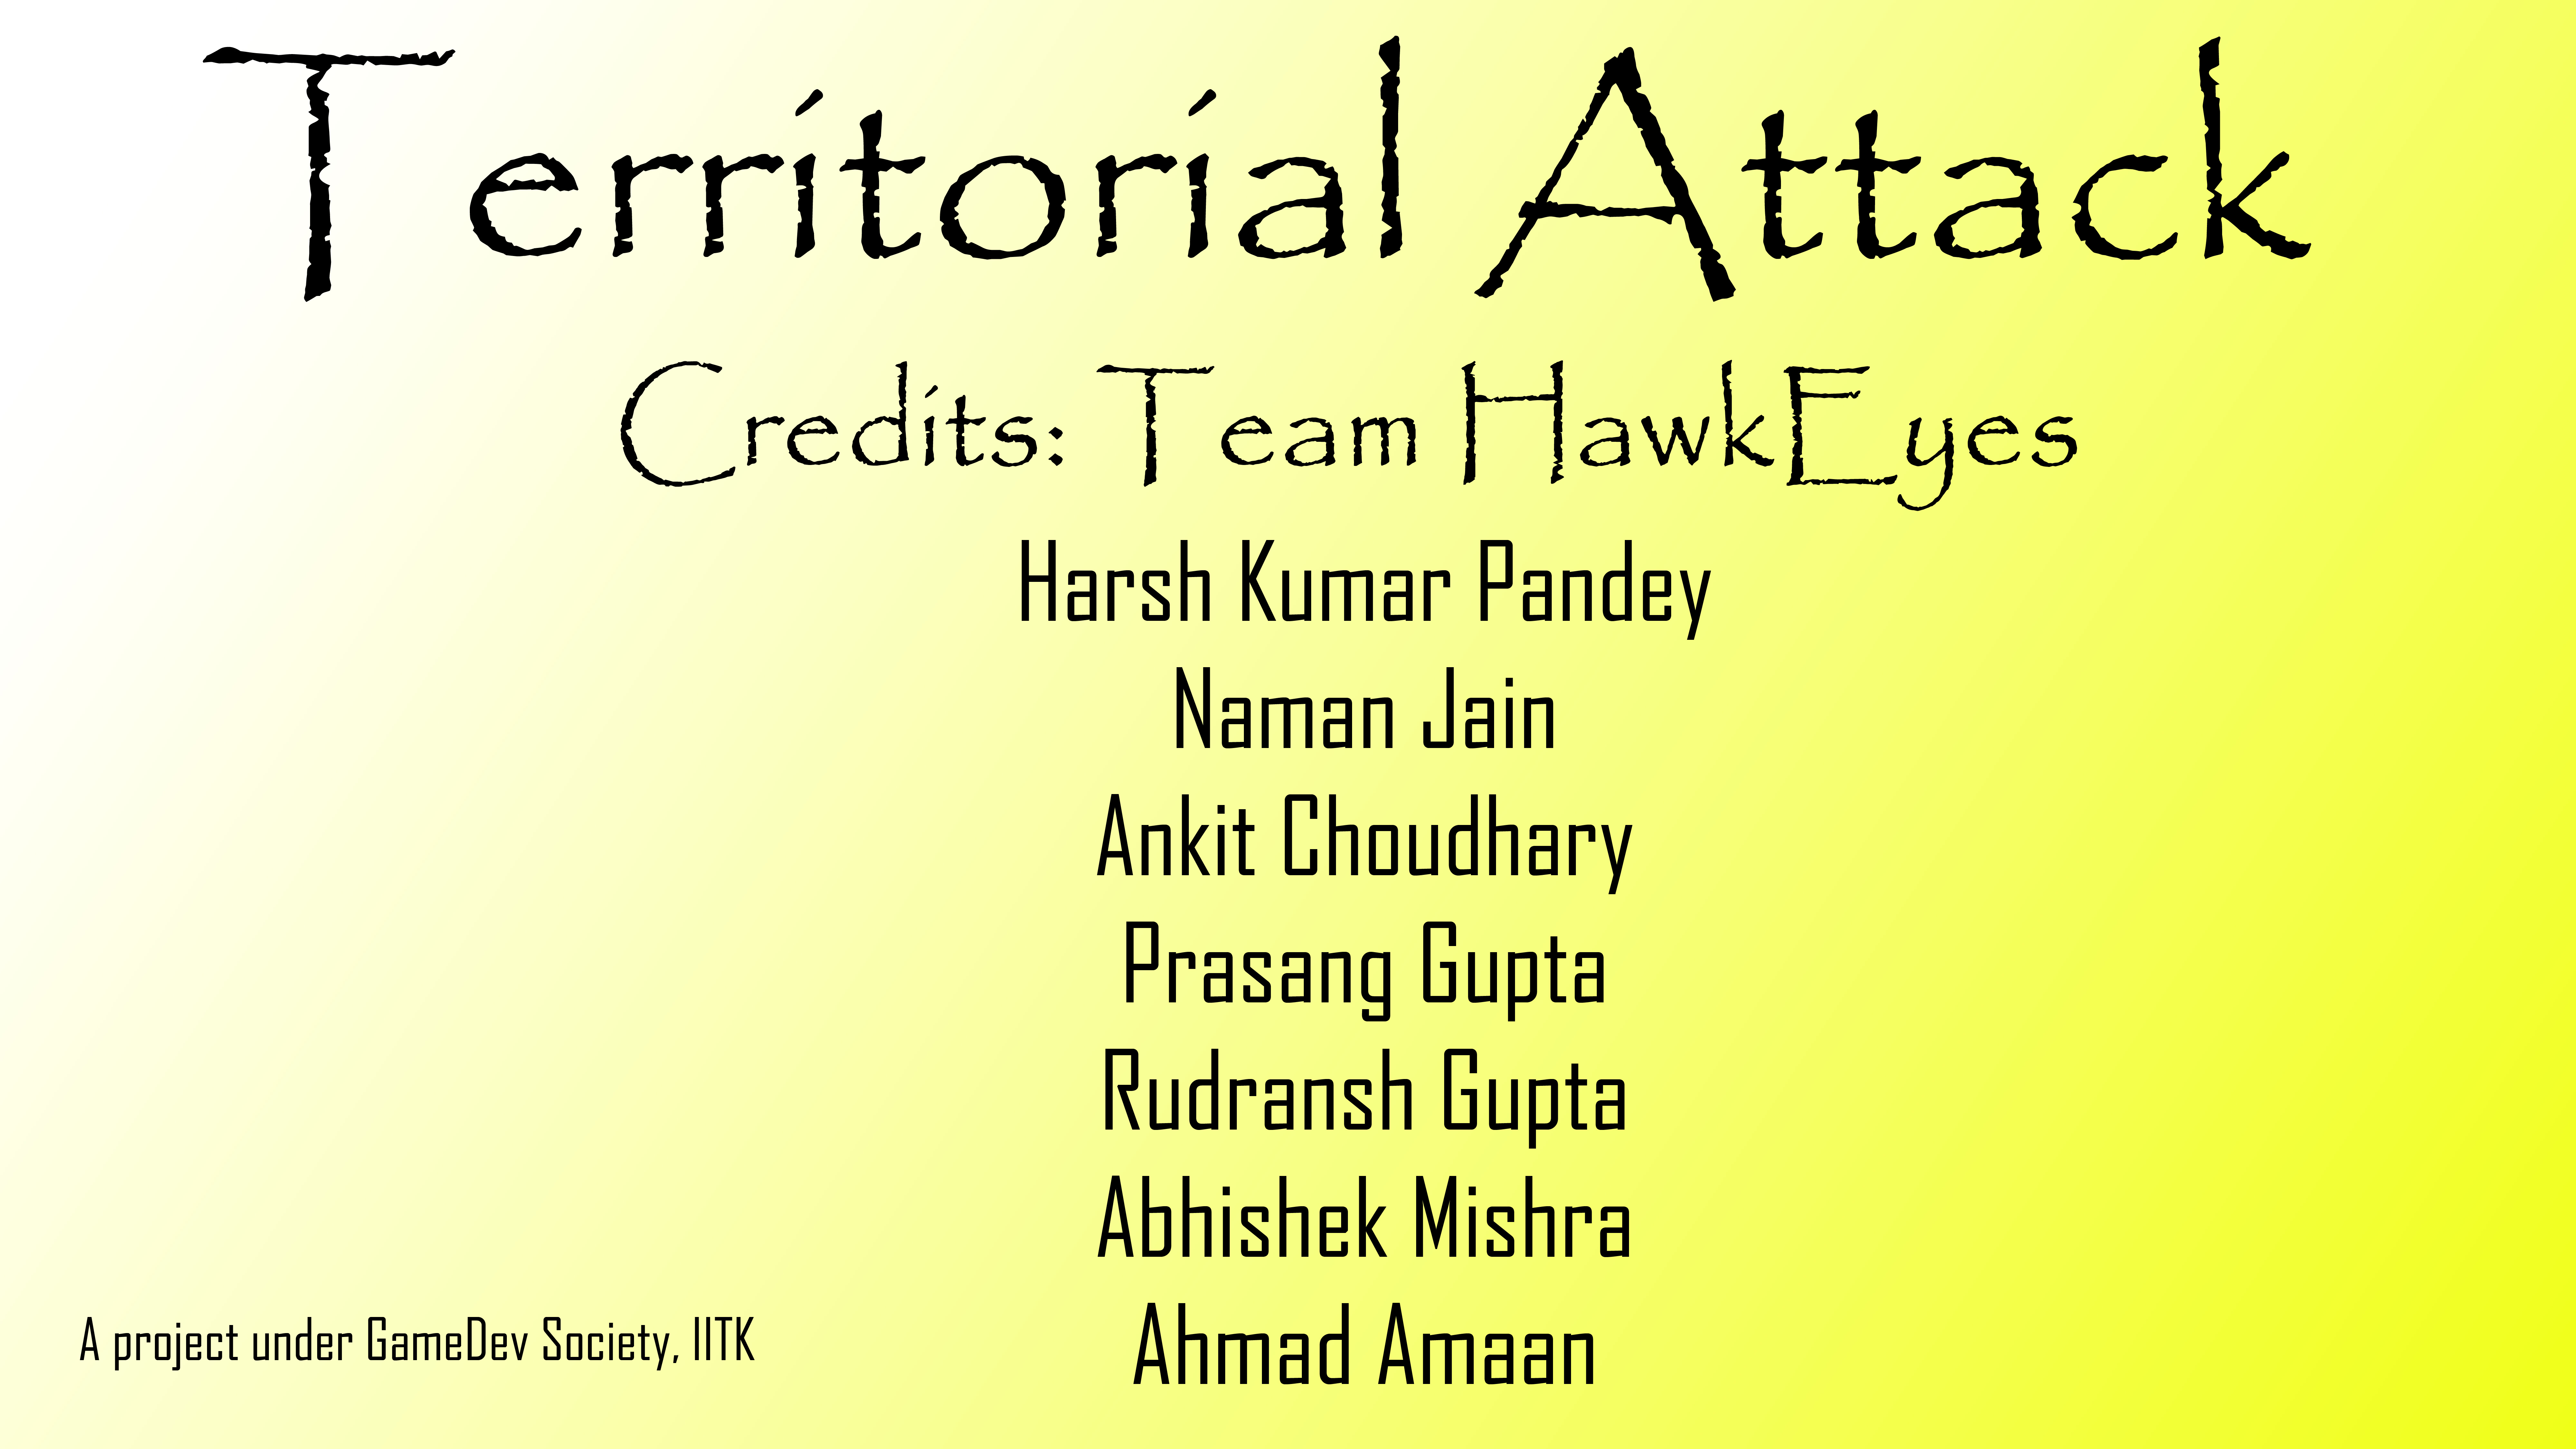 Territorial Attack
Credits: Team HawkEyes
Harsh Kumar Pandey
Naman Jain
Ankit Choudhary
Prasang Gupta
Rudransh Gupta
Abhishek Mishra
Ahmad Amaan
A project under GameDev Society, IITK